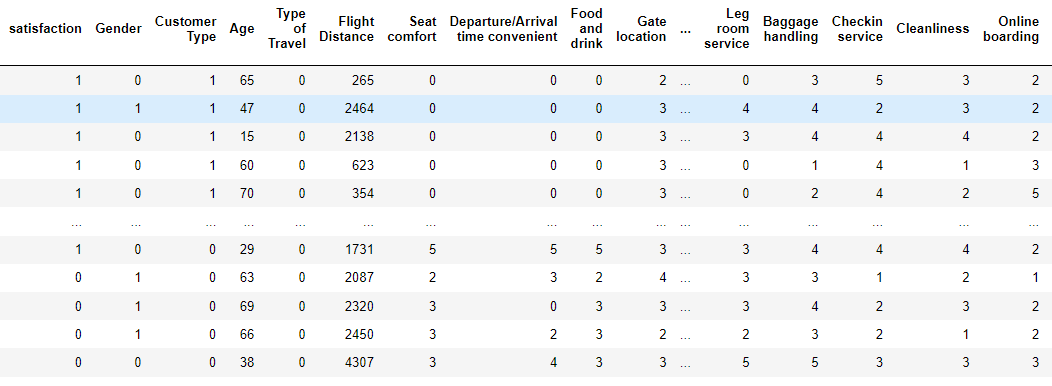 satisfaction Gender Customer Type Age Type of Travel Flight Distance Seat comfort Departure/Arrival time convenient Food and drink Gate location ... Leg room service Baggage handling Checkin service Cleanliness Online boarding
1 0 1 65 0 265 0 0 0 2 ... 0 3 5 3 2
1 1 1 47 0 2464 0 0 0 3 ... 4 4 2 3 2
1 0 1 15 0 2138 0 0 0 3 ... 3 4 4 4 2
1 0 1 60 0 623 0 0 0 3 ... 0 1 4 1 3
1 0 1 70 0 354 0 0 0 3 ... 0 2 4 2 5
... ... ... ... ... ... ... ... ... ... ... ... ... ... ... ...
1 0 0 29 0 1731 5 5 5 3 ... 3 4 4 4 2
0 1 0 63 0 2087 2 3 2 4 ... 3 3 1 2 1
0 1 0 69 0 2320 3 0 3 3 ... 3 4 2 3 2
0 1 0 66 0 2450 3 2 3 2 ... 2 3 2 1 2
0 0 0 38 0 4307 3 4 3 3 ... 5 5 3 3 3